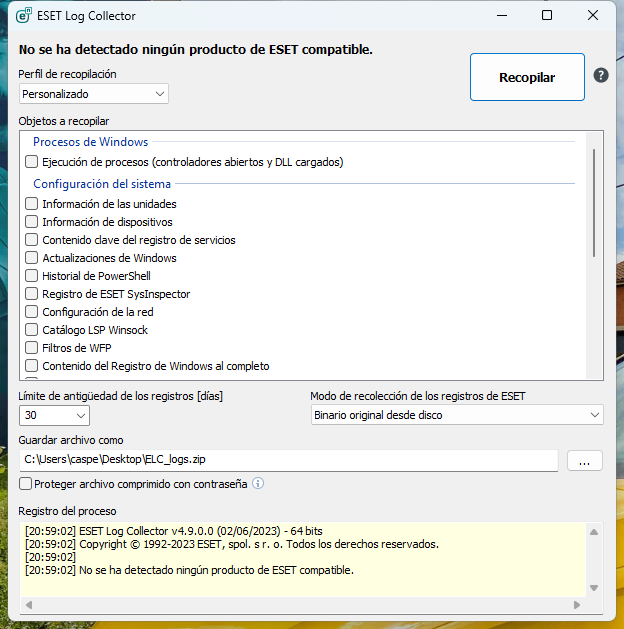 ESET Log Collector
No se ha detectado ningún producto de ESET compatible.
Perfil de recopilación
Personalizado
Recopilar
?
Objetos a recopilar
Procesos de Windows
Ejecución de procesos (controladores abiertos y DLL cargados)
Configuración del sistema
Información de las unidades
Información de dispositivos
Contenido clave del registro de servicios
Actualizaciones de Windows
Historial de PowerShell
Registro de ESET SysInspector
Configuración de la red
Catálogo LSP Winsock
Filtros de WFP
Contenido del Registro de Windows al completo
Límite de antigüedad de los registros [días]
30
Modo de recolección de los registros de ESET
Binario original desde disco
Guardar archivo como
C:\Users\caspe\Desktop\ELC_logs.zip
...
Proteger archivo comprimido con contraseña
Registro del proceso
[20:59:02] ESET Log Collector v4.9.0.0 (02/06/2023) - 64 bits
[20:59:02] Copyright © 1992-2023 ESET, spol. s r. o. Todos los derechos reservados.
[20:59:02]
[20:59:02] No se ha detectado ningún producto de ESET compatible.